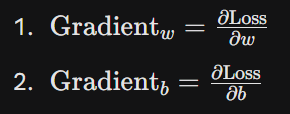 1. Gradient_w = ∂Loss/∂w
2. Gradient_b = ∂Loss/∂b